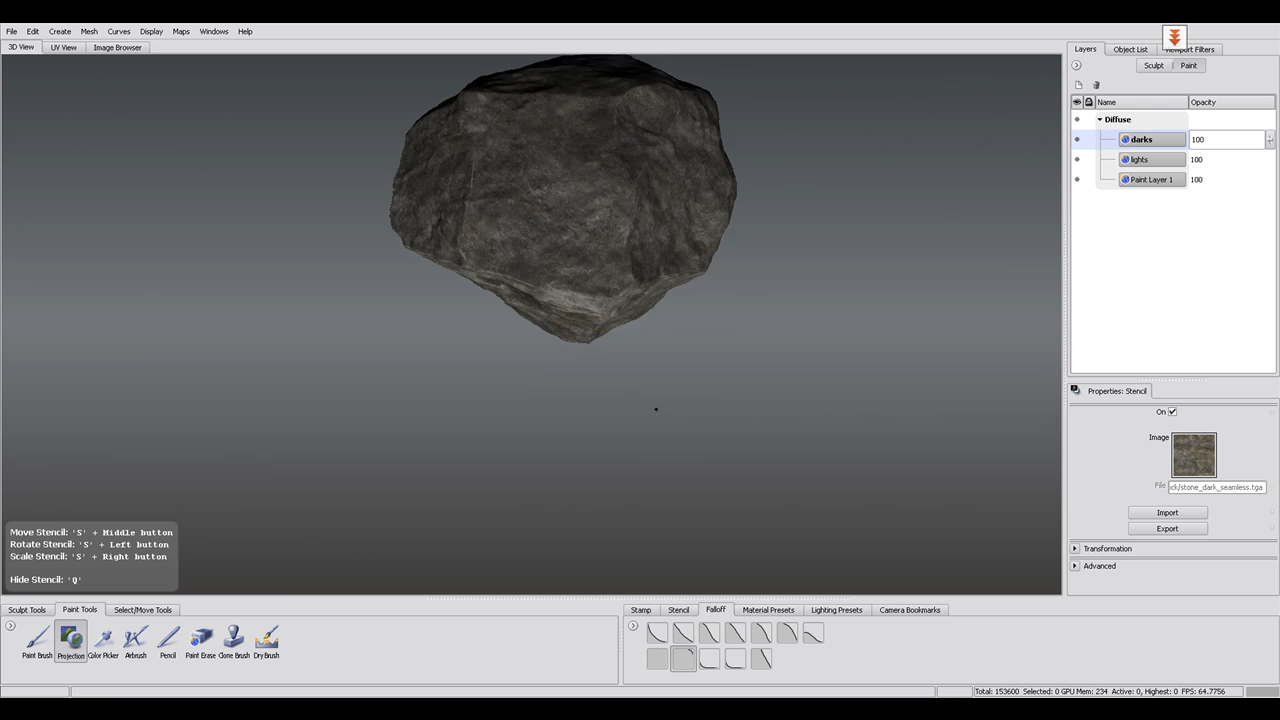 File Edit Create Mesh Curves Display Maps Windows Help
3D View UV View Image Browser
Layers Object List Viewport Filters
Sculpt Paint
Name Opacity
Diffuse
darks 100
lights 100
Paint Layer 1 100
Properties: Stencil
On
Image
File ock/stone_dark_seamless.tga
Import
Export
Transformation
Advanced
Move Stencil: 'S' + Middle button
Rotate Stencil: 'S' + Left button
Scale Stencil: 'S' + Right button
Hide Stencil: 'Q'
Sculpt Tools Paint Tools Select/Move Tools
Paint Brush Projection Color Picker Airbrush Pencil Paint Erase Clone Brush Dry Brush
Stamp Stencil Falloff Material Presets Lighting Presets Camera Bookmarks
Total: 153600 Selected: 0 GPU Mem: 234 Active: 0, Highest: 0 FPS: 64.7756